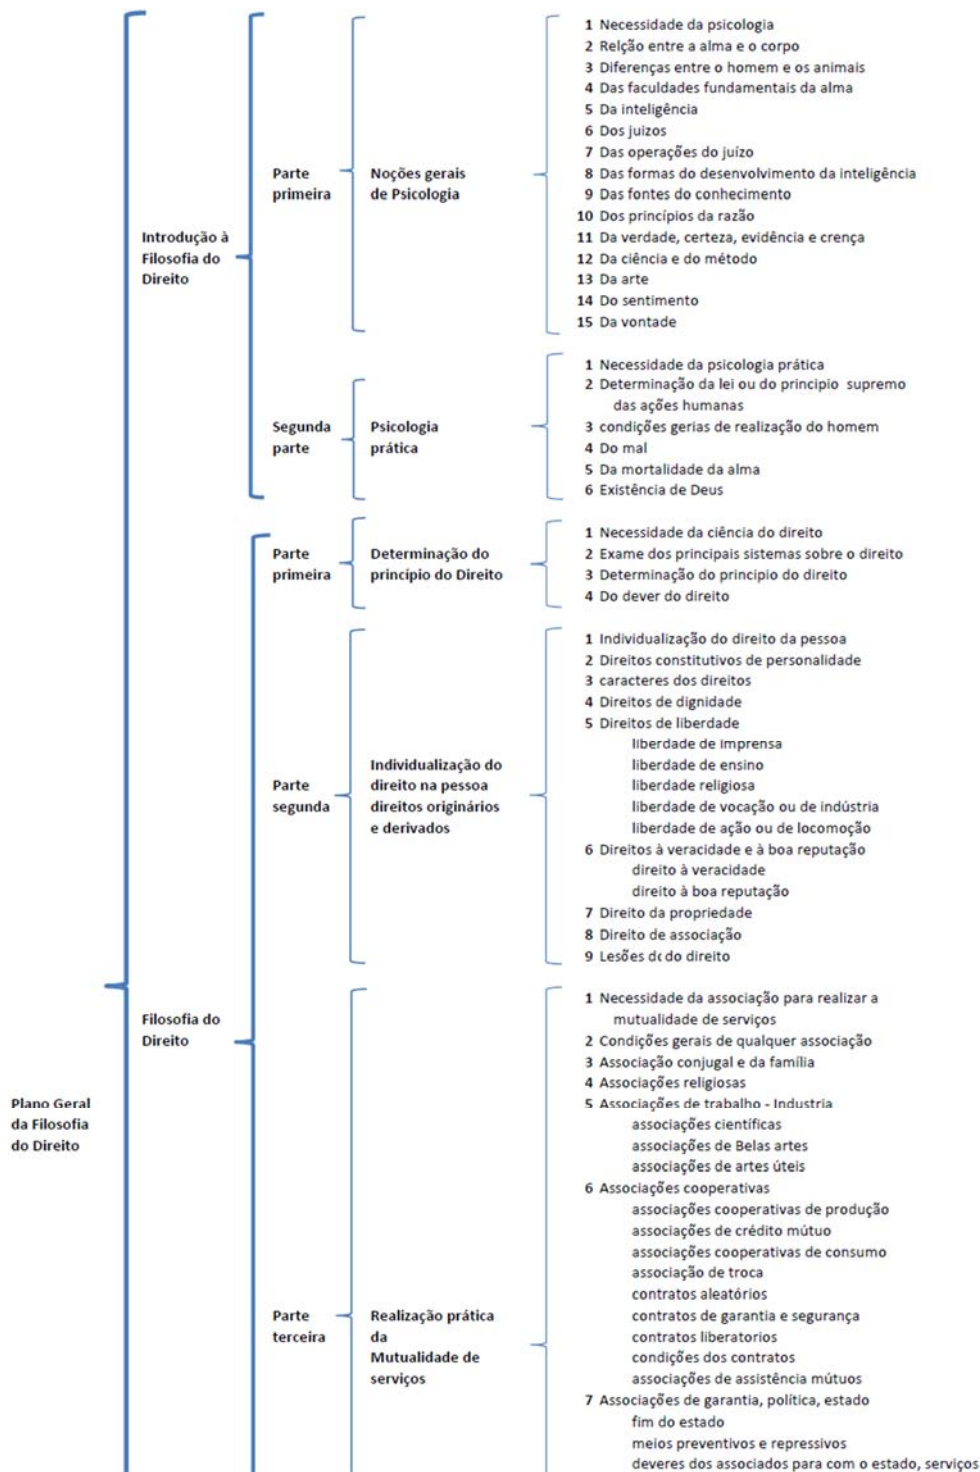 Plano Geral
da Filosofia
do Direito
Introdução à
Filosofia do
Direito
Parte
primeira
Noções gerais
de Psicologia
1 Necessidade da psicologia
2 Relção entre a alma e o corpo
3 Diferenças entre o homem e os animais
4 Das faculdades fundamentais da alma
5 Da inteligência
6 Dos juizos
7 Das operações do juízo
8 Das formas do desenvolvimento da inteligência
9 Das fontes do conhecimento
10 Dos princípios da razão
11 Da verdade, certeza, evidência e crença
12 Da ciência e do método
13 Da arte
14 Do sentimento
15 Da vontade
Segunda
parte
Psicologia
prática
1 Necessidade da psicologia prática
2 Determinação da lei ou do principio supremo
das ações humanas
3 condições gerias de realização do homem
4 Do mal
5 Da mortalidade da alma
6 Existência de Deus
Filosofia do
Direito
Parte
primeira
Determinação do
princípio do Direito
1 Necessidade da ciência do direito
2 Exame dos principais sistemas sobre o direito
3 Determinação do principio do direito
4 Do dever do direito
Parte
segunda
Individualização do
direito na pessoa
direitos originários
e derivados
1 Individualização do direito da pessoa
2 Direitos constitutivos de personalidade
3 caracteres dos direitos
4 Direitos de dignidade
5 Direitos de liberdade
liberdade de imprensa
liberdade de ensino
liberdade religiosa
liberdade de vocação ou de indústria
liberdade de ação ou de locomoção
6 Direitos à veracidade e à boa reputação
direito à veracidade
direito à boa reputação
7 Direito da propriedade
8 Direito de associação
9 Lesões do direito
Parte
terceira
Realização prática
da
Mutualidade de
serviços
1 Necessidade da associação para realizar a
mutualidade de serviços
2 Condições gerais de qualquer associação
3 Associação conjugal e da família
4 Associações religiosas
5 Associações de trabalho - Industria
associações científicas
associações de Belas artes
associações de artes úteis
6 Associações cooperativas
associações cooperativas de produção
associações de crédito mútuo
associações cooperativas de consumo
associação de troca
contratos aleatórios
contratos de garantia e segurança
contratos liberatorios
condições dos contratos
associações de assistência mútuos
7 Associações de garantia, política, estado
fim do estado
meios preventivos e repressivos
deveres dos associados para com o estado, serviços